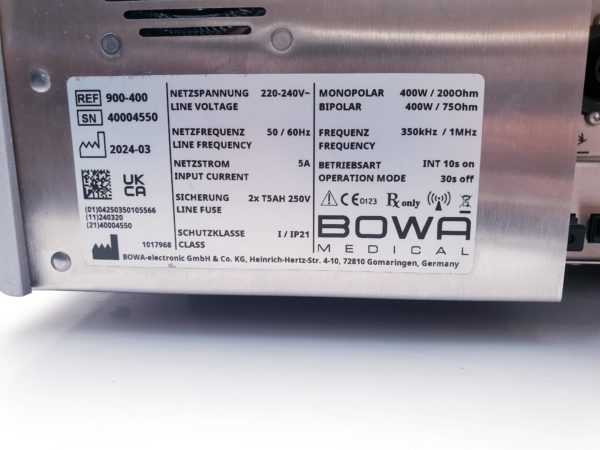 REF 900-400
SN 40004550
2024-03
UK
CA
(01)04250350105566
(11)240320
(21)40004550
1017968
NETZSPANNUNG 220-240V~
LINE VOLTAGE
NETZFREQUENZ 50 / 60Hz
LINE FREQUENCY
NETZSTROM 5A
INPUT CURRENT
SICHERUNG 2x T5AH 250V
LINE FUSE
SCHUTZKLASSE I / IP21
CLASS
MONOPOLAR 400W / 200Ohm
BIPOLAR 400W / 75Ohm
FREQUENZ 350kHz / 1MHz
FREQUENCY
BETRIEBSART INT 10s on
OPERATION MODE 30s off
CE 0123 Rx only
BOWA
MEDICAL
BOWA-electronic GmbH & Co. KG, Heinrich-Hertz-Str. 4-10, 72810 Gomaringen, Germany